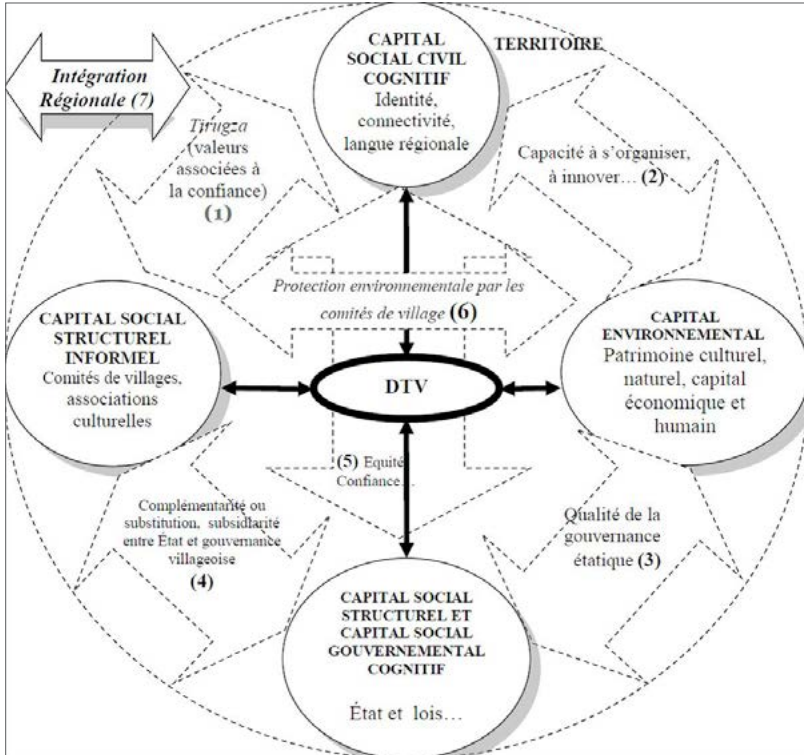 CAPITAL
SOCIAL CIVIL
COGNITIF
Identité,
connectivité,
langue régionale
TERRITOIRE
Intégration
Régionale (7)
Tirugza
(valeurs
associées à
la confiance)
(1)
Capacité à s’organiser,
à innover… (2)
Protection environnementale par les
comités de village (6)
CAPITAL SOCIAL
STRUCTUREL
INFORMEL
Comités de villages,
associations
culturelles
DTV
CAPITAL
ENVIRONNEMENTAL
Patrimoine culturel,
naturel, capital
économique et
humain
(5) Equité
Confiance…
Complémentarité ou
substitution, subsidiarité
entre État et gouvernance
villageoise
(4)
Qualité de la
gouvernance
étatique (3)
CAPITAL SOCIAL
STRUCTUREL ET
CAPITAL SOCIAL
GOUVERNEMENTAL
COGNITIF
État et lois…